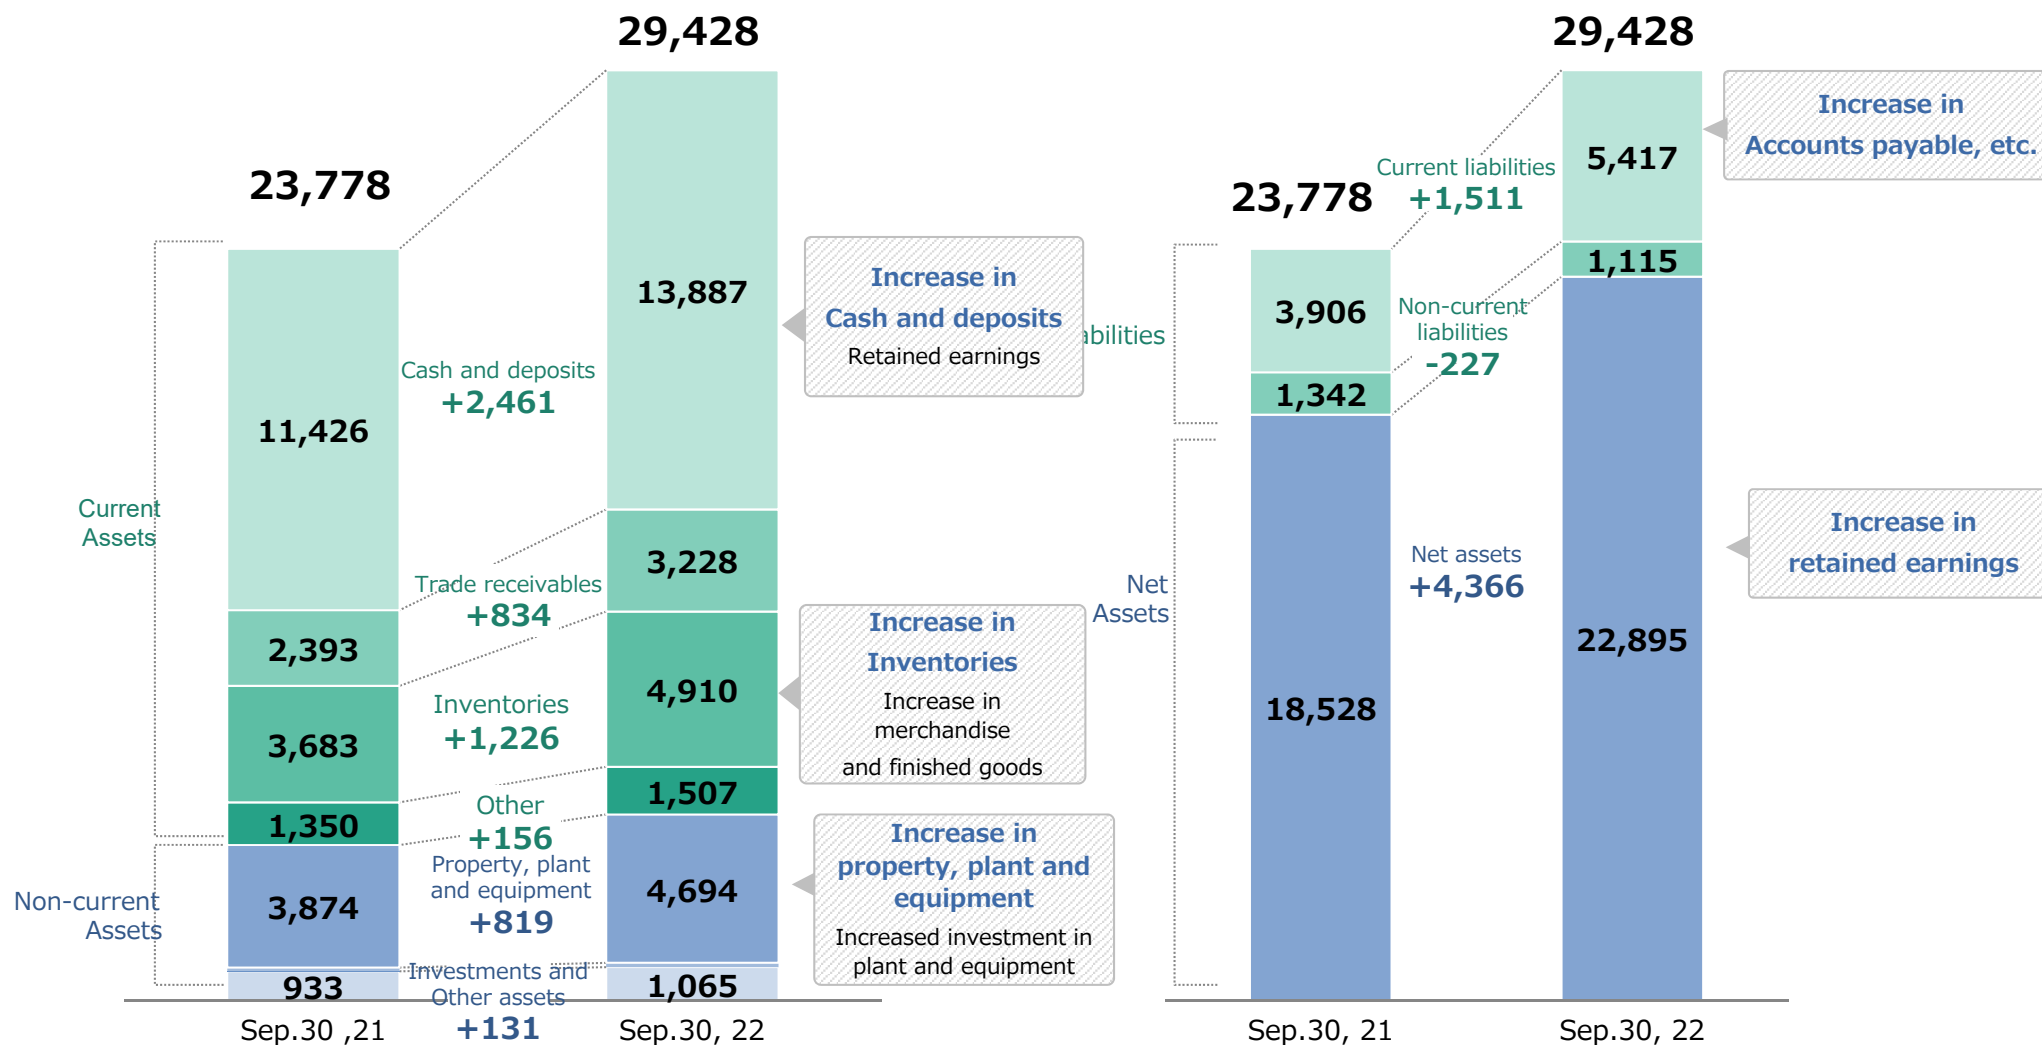 29,428
23,778
Current
Assets
Non-current
Assets
11,426
2,393
3,683
1,350
3,874
933
Cash and deposits
+2,461
Trade receivables
+834
Inventories
+1,226
Other
+156
Property, plant
and equipment
+819
Investments and
Other assets
+131
13,887
3,228
4,910
1,507
4,694
1,065
Increase in
Cash and deposits
Retained earnings
Increase in
Inventories
Increase in
merchandise
and finished goods
Increase in
property, plant and
equipment
Increased investment in
plant and equipment
Sep.30 ,21
Sep.30, 22
29,428
23,778
abilities
Net
Assets
3,906
1,342
18,528
Current liabilities
+1,511
Non-current
liabilities
-227
Net assets
+4,366
5,417
1,115
22,895
Increase in
Accounts payable, etc.
Increase in
retained earnings
Sep.30, 21
Sep.30, 22